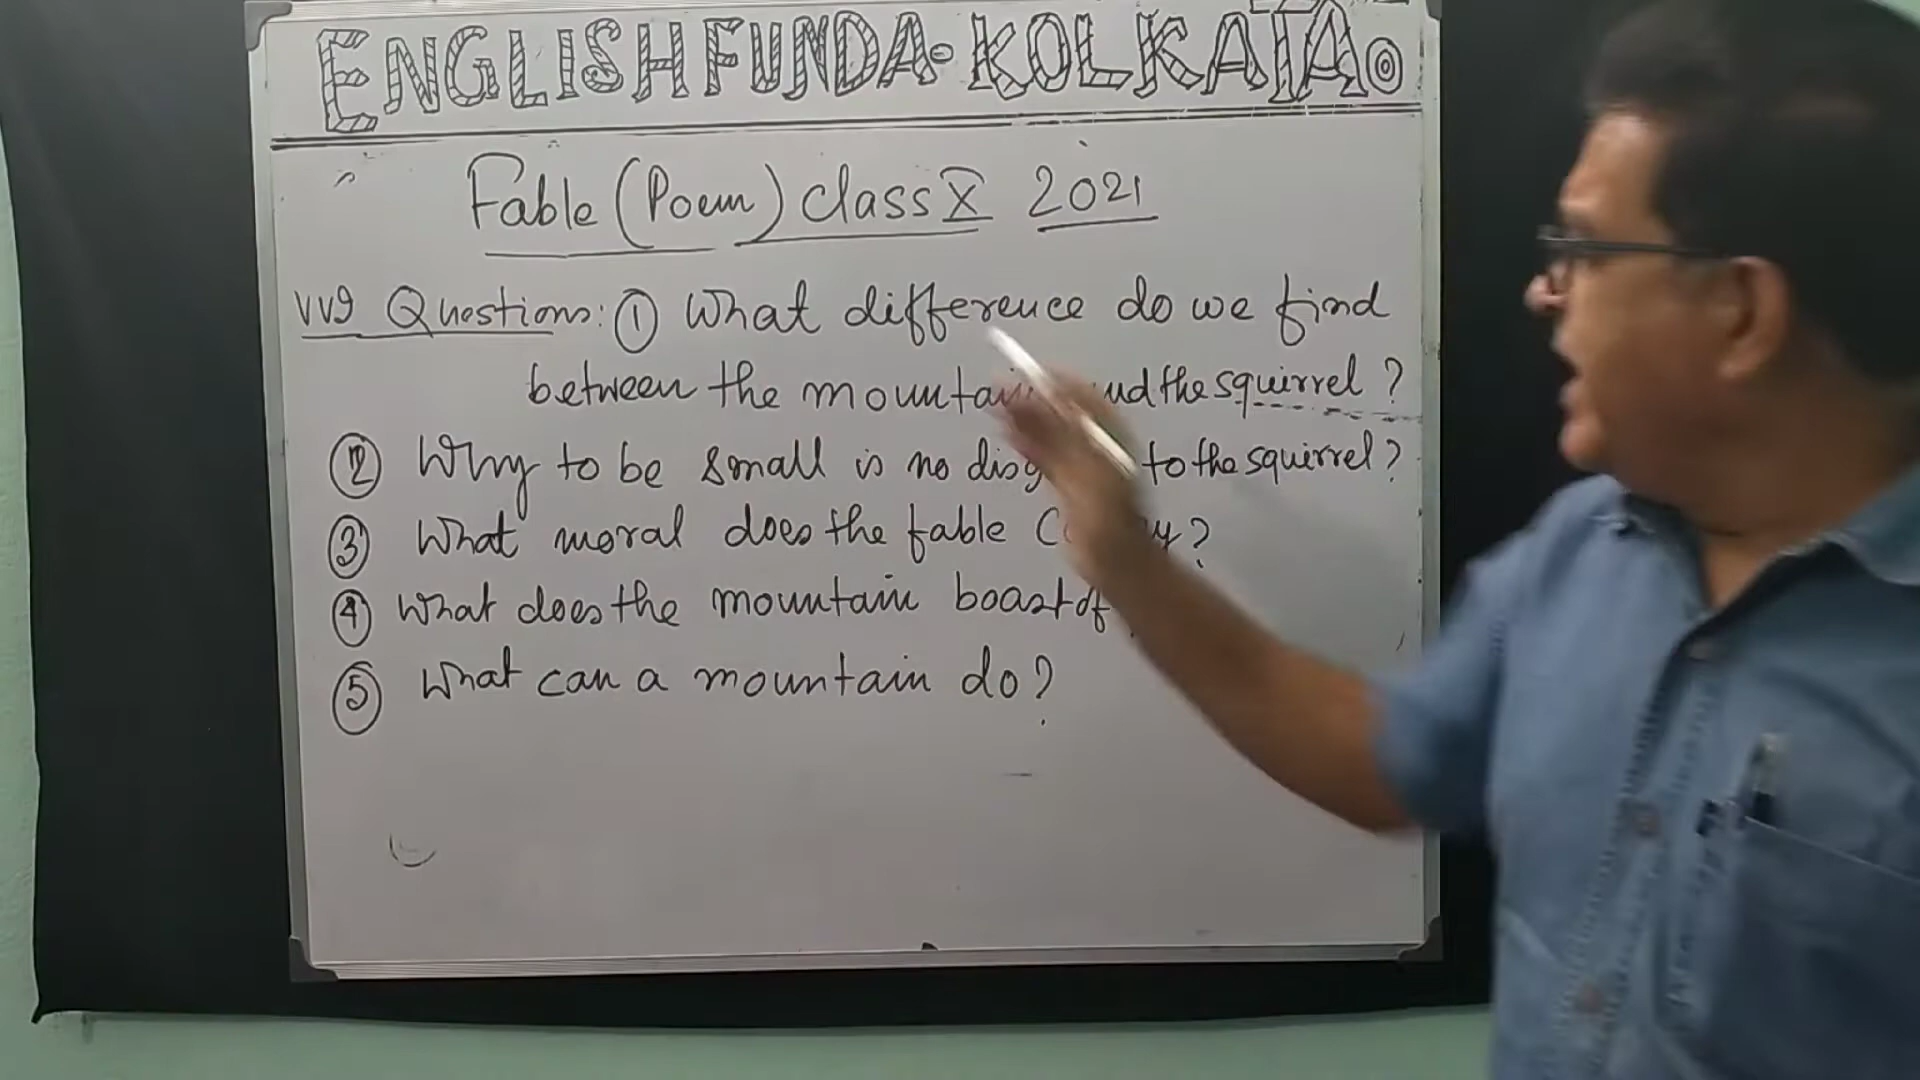 ENGLISH FUNDA. KOLKATA
Fable (Poem) class X 2021
VVI Questions: ① What difference do we find
between the mountain and the squirrel?
② Why to be small is no to the squirrel?
③ What moral does the fable ?
④ What does the mountain boast of
⑤ What can a mountain do?